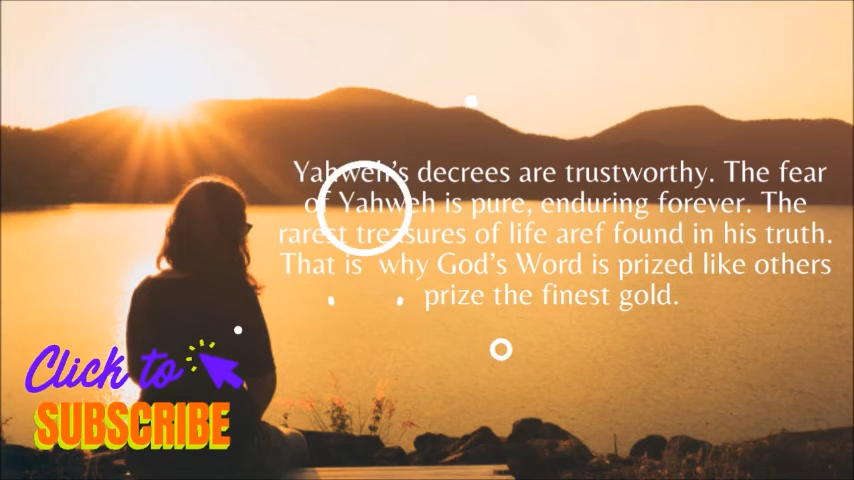 Yahweh's decrees are trustworthy. The fear
of Yahweh is pure, enduring forever. The
rarest treasures of life aref found in his truth.
That is  why God's Word is prized like others
prize the finest gold.
Click to
SUBSCRIBE